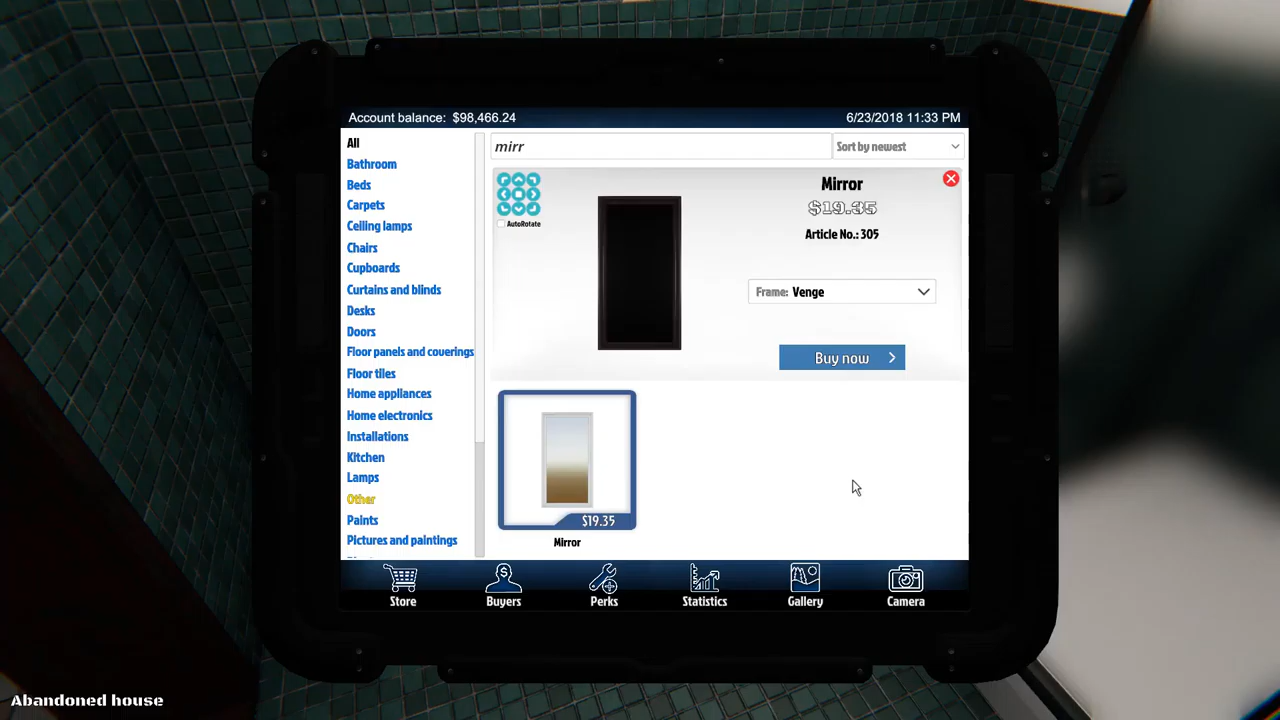 Account balance: $98,466.24
6/23/2018 11:33 PM
All
Bathroom
Beds
Carpets
Ceiling lamps
Chairs
Cupboards
Curtains and blinds
Desks
Doors
Floor panels and coverings
Floor tiles
Home appliances
Home electronics
Installations
Kitchen
Lamps
Other
Paints
Pictures and paintings
mirr
Sort by newest
AutoRotate
Mirror
$19.35
Article No.: 305
Frame: Venge
Buy now
$19.35
Mirror
Store
Buyers
Perks
Statistics
Gallery
Camera
Abandoned house